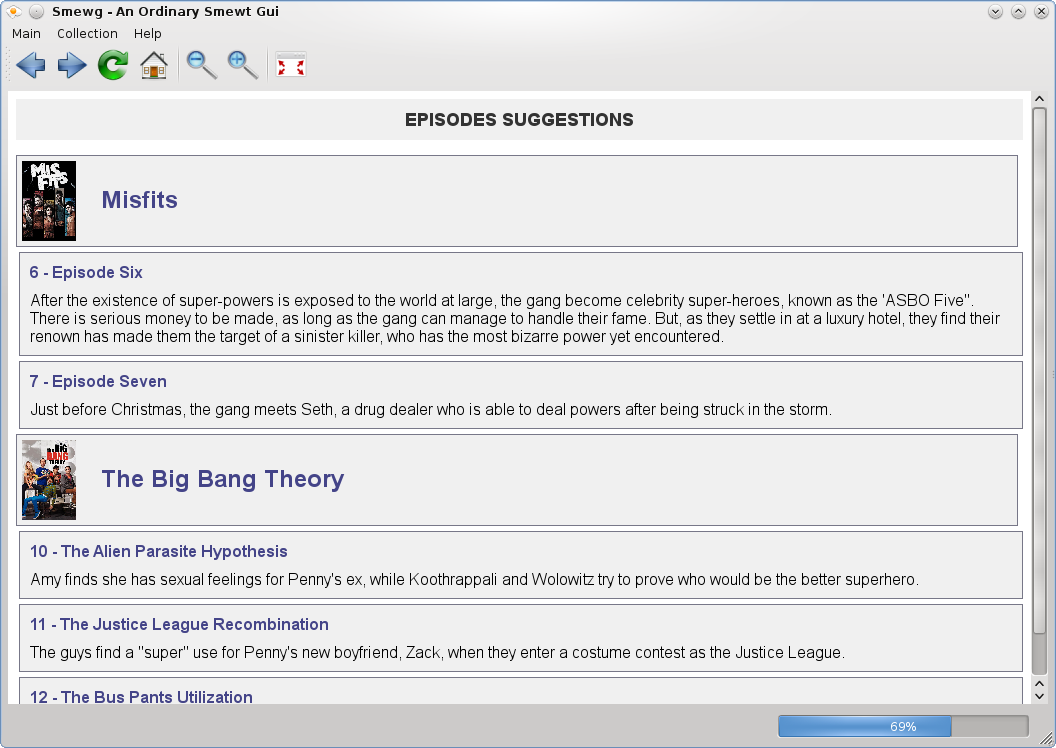 Smewg - An Ordinary Smewt Gui
Main Collection Help
EPISODES SUGGESTIONS
MIS
FITS
Misfits
6 - Episode Six
After the existence of super-powers is exposed to the world at large, the gang become celebrity super-heroes, known as the 'ASBO Five".
There is serious money to be made, as long as the gang can manage to handle their fame. But, as they settle in at a luxury hotel, they find their
renown has made them the target of a sinister killer, who has the most bizarre power yet encountered.
7 - Episode Seven
Just before Christmas, the gang meets Seth, a drug dealer who is able to deal powers after being struck in the storm.
THE BIG
BANG
THEORY
The Big Bang Theory
10 - The Alien Parasite Hypothesis
Amy finds she has sexual feelings for Penny's ex, while Koothrappali and Wolowitz try to prove who would be the better superhero.
11 - The Justice League Recombination
The guys find a "super" use for Penny's new boyfriend, Zack, when they enter a costume contest as the Justice League.
12 - The Bus Pants Utilization
69%